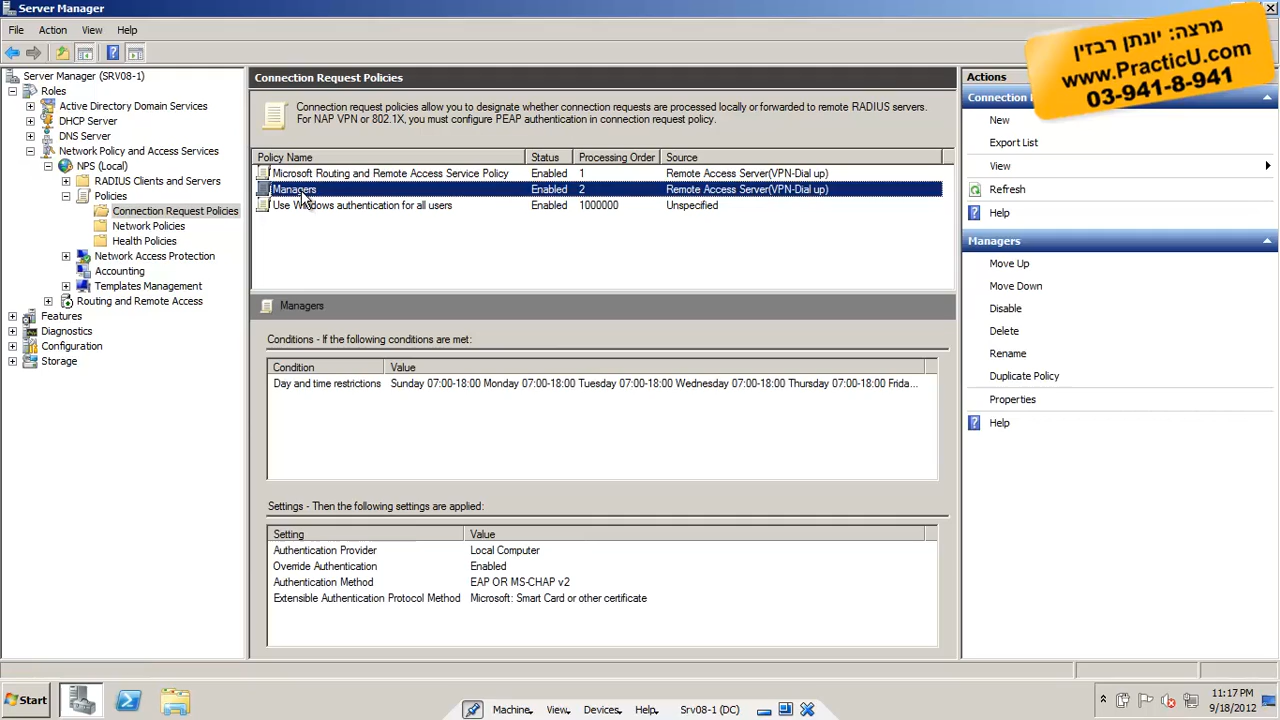 Server Manager
File Action View Help
מרצה: יונתן רבזין
www.PracticU.com
03-941-8-941
Server Manager (SRV08-1)
Roles
Active Directory Domain Services
DHCP Server
DNS Server
Network Policy and Access Services
NPS (Local)
RADIUS Clients and Servers
Policies
Connection Request Policies
Network Policies
Health Policies
Network Access Protection
Accounting
Templates Management
Routing and Remote Access
Features
Diagnostics
Configuration
Storage
Connection Request Policies
Connection request policies allow you to designate whether connection requests are processed locally or forwarded to remote RADIUS servers.
For NAP VPN or 802.1X, you must configure PEAP authentication in connection request policy.
Policy Name Status Processing Order Source
Microsoft Routing and Remote Access Service Policy Enabled 1 Remote Access Server(VPN-Dial up)
Managers Enabled 2 Remote Access Server(VPN-Dial up)
Use Windows authentication for all users Enabled 1000000 Unspecified
Managers
Conditions - If the following conditions are met:
Condition Value
Day and time restrictions Sunday 07:00-18:00 Monday 07:00-18:00 Tuesday 07:00-18:00 Wednesday 07:00-18:00 Thursday 07:00-18:00 Frida...
Settings - Then the following settings are applied:
Setting Value
Authentication Provider Local Computer
Override Authentication Enabled
Authentication Method EAP OR MS-CHAP v2
Extensible Authentication Protocol Method Microsoft: Smart Card or other certificate
Actions
Connection
New
Export List
View
Refresh
Help
Managers
Move Up
Move Down
Disable
Delete
Rename
Duplicate Policy
Properties
Help
Start
Machine View Devices Help Srv08-1 (DC)
11:17 PM
9/18/2012